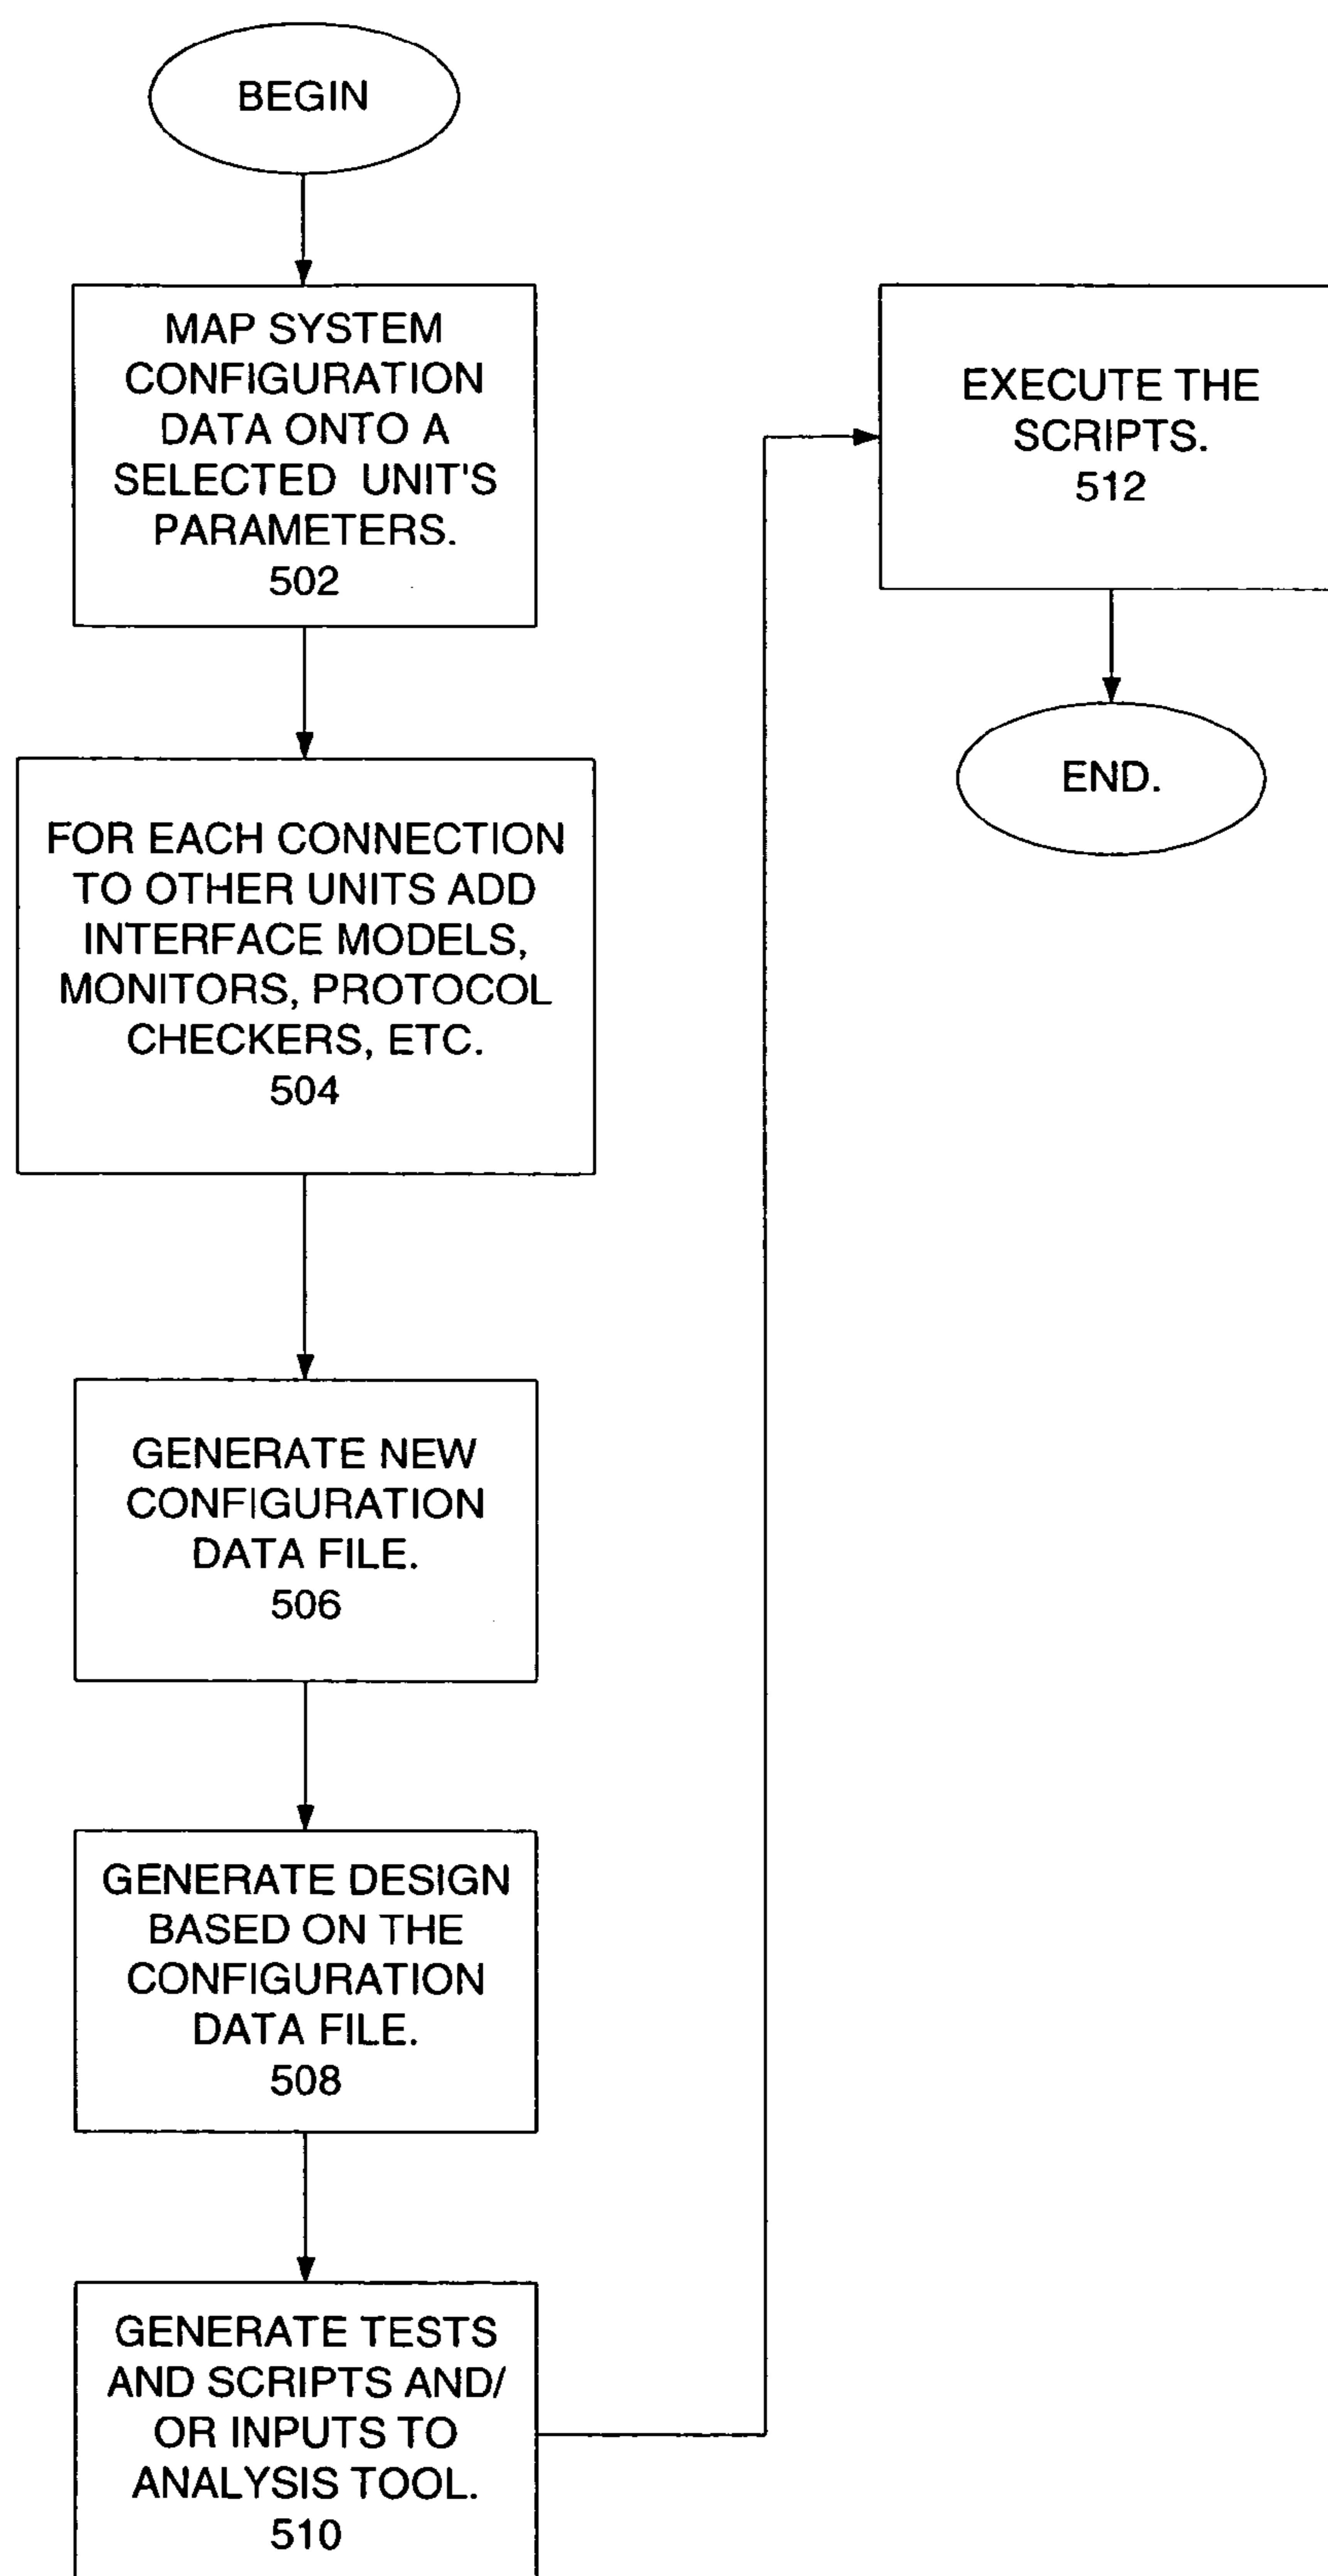 BEGIN
MAP SYSTEM
CONFIGURATION
DATA ONTO A
SELECTED UNIT'S
PARAMETERS.
502
FOR EACH CONNECTION
TO OTHER UNITS ADD
INTERFACE MODELS,
MONITORS, PROTOCOL
CHECKERS, ETC.
504
GENERATE NEW
CONFIGURATION
DATA FILE.
506
GENERATE DESIGN
BASED ON THE
CONFIGURATION
DATA FILE.
508
GENERATE TESTS
AND SCRIPTS AND/
OR INPUTS TO
ANALYSIS TOOL.
510
EXECUTE THE
SCRIPTS.
512
END.